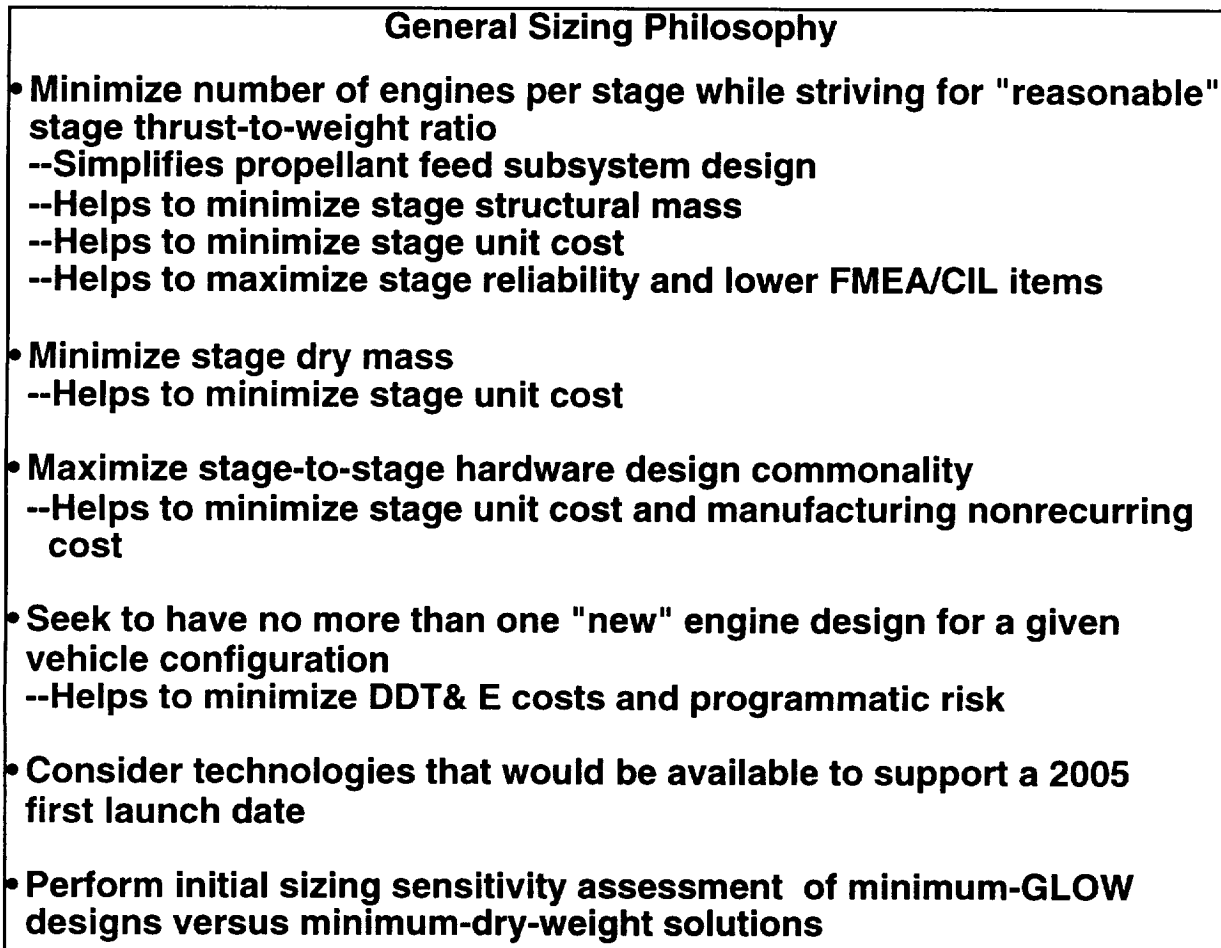 General Sizing Philosophy
• Minimize number of engines per stage while striving for "reasonable"
stage thrust-to-weight ratio
--Simplifies propellant feed subsystem design
--Helps to minimize stage structural mass
--Helps to minimize stage unit cost
--Helps to maximize stage reliability and lower FMEA/CIL items
• Minimize stage dry mass
--Helps to minimize stage unit cost
• Maximize stage-to-stage hardware design commonality
--Helps to minimize stage unit cost and manufacturing nonrecurring
cost
• Seek to have no more than one "new" engine design for a given
vehicle configuration
--Helps to minimize DDT& E costs and programmatic risk
• Consider technologies that would be available to support a 2005
first launch date
• Perform initial sizing sensitivity assessment of minimum-GLOW
designs versus minimum-dry-weight solutions